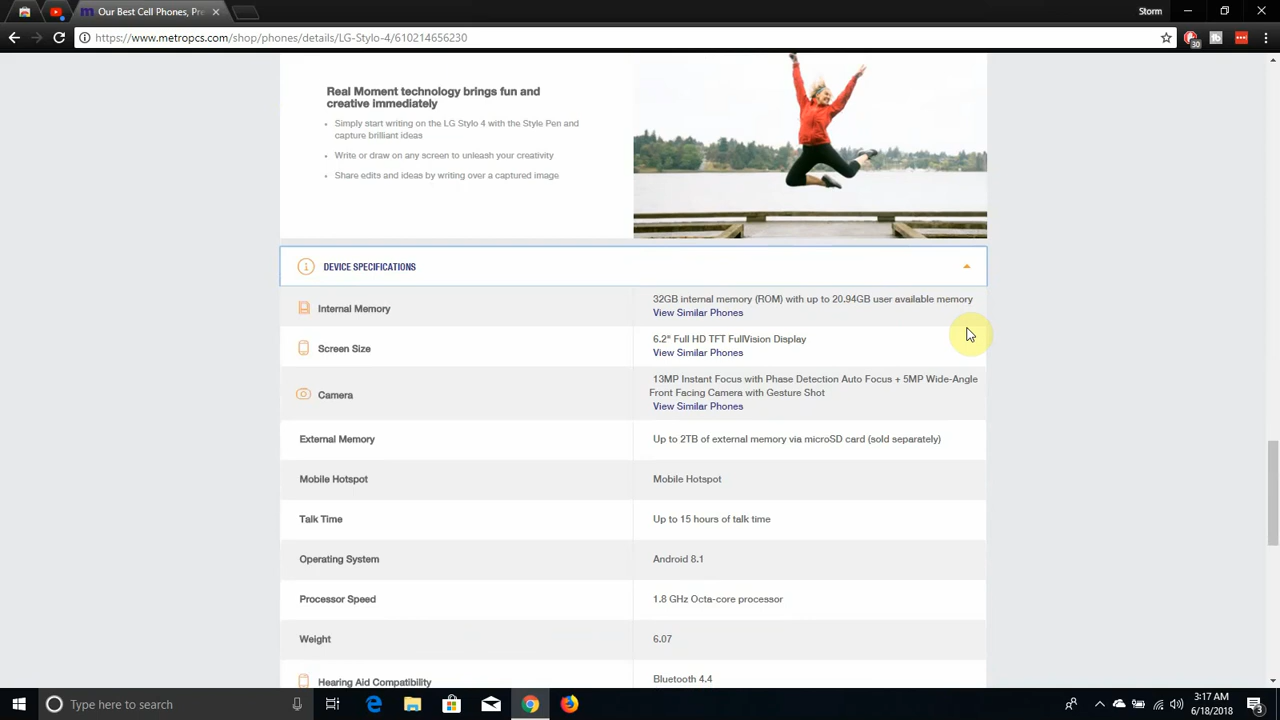 Our Best Cell Phones, Pre
Storm
https://www.metropcs.com/shop/phones/details/LG-Stylo-4/610214656230
30
Real Moment technology brings fun and
creative immediately
• Simply start writing on the LG Stylo 4 with the Style Pen and
capture brilliant ideas
• Write or draw on any screen to unleash your creativity
• Share edits and ideas by writing over a captured image
DEVICE SPECIFICATIONS
Internal Memory
32GB internal memory (ROM) with up to 20.94GB user available memory
View Similar Phones
Screen Size
6.2" Full HD TFT FullVision Display
View Similar Phones
Camera
13MP Instant Focus with Phase Detection Auto Focus + 5MP Wide-Angle
Front Facing Camera with Gesture Shot
View Similar Phones
External Memory
Up to 2TB of external memory via microSD card (sold separately)
Mobile Hotspot
Mobile Hotspot
Talk Time
Up to 15 hours of talk time
Operating System
Android 8.1
Processor Speed
1.8 GHz Octa-core processor
Weight
6.07
Hearing Aid Compatibility
Bluetooth 4.4
Type here to search
3:17 AM
6/18/2018